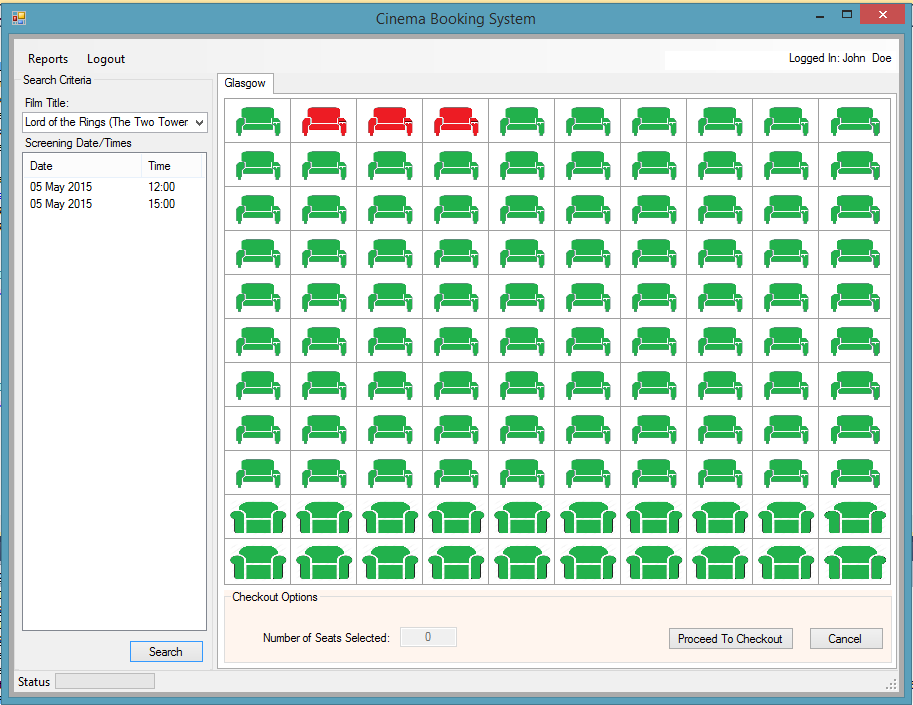 Cinema Booking System
Reports Logout
Logged In: John Doe
Search Criteria
Film Title:
Lord of the Rings (The Two Tower
Screening Date/Times
Date Time
05 May 2015 12:00
05 May 2015 15:00
Search
Glasgow
Checkout Options
Number of Seats Selected: 0
Proceed To Checkout
Cancel
Status